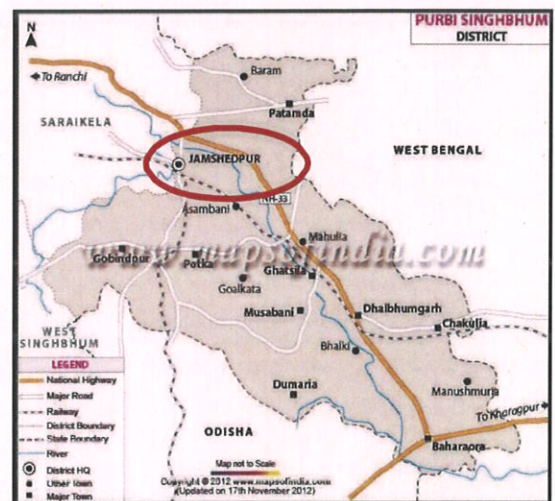 PURBI SINGHBHUM
DISTRICT
N
To Ranchi
Baram
Patamda
SARAIKELA
WEST BENGAL
JAMSHEDPUR
NH-33
Asambani
Mahulia
www.mapsofindia.com
Gobindpur
Potka
Ghatsila
Goalkata
Musabani
Dhalbhumgarh
Chakulia
WEST
SINGHBHUM
Bhalki
LEGEND
National Highway
Major Road
Railway
District Boundary
State Boundary
River
District HQ
Other Town
Major Town
Dumaria
Manushmuria
To Kharagpur
ODISHA
Baharapra
Map not to Scale
Copyright © 2012 www.mapsofindia.com
(Updated on 17th November 2012)